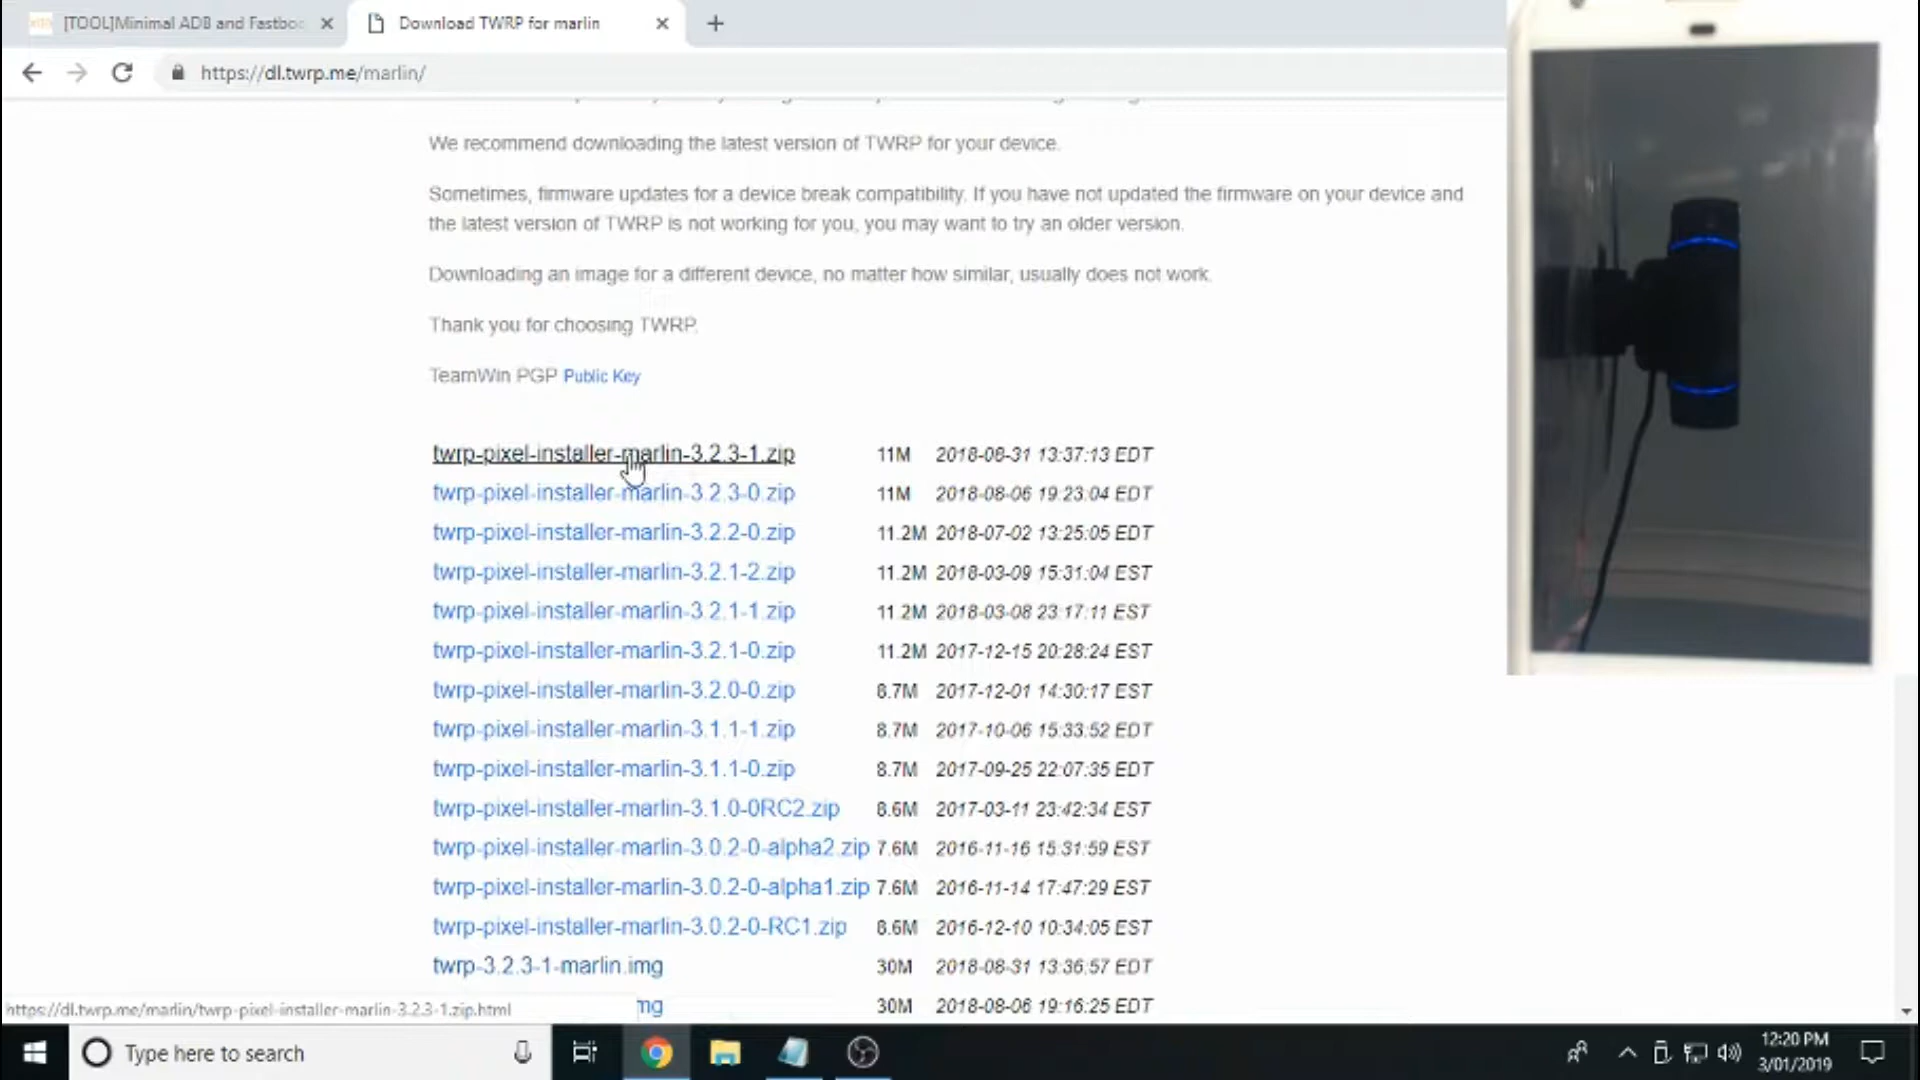 [TOOL]Minimal ADB and Fastboo
Download TWRP for marlin
https://dl.twrp.me/marlin/
We recommend downloading the latest version of TWRP for your device.
Sometimes, firmware updates for a device break compatibility. If you have not updated the firmware on your device and
the latest version of TWRP is not working for you, you may want to try an older version.
Downloading an image for a different device, no matter how similar, usually does not work.
Thank you for choosing TWRP.
TeamWin PGP Public Key
twrp-pixel-installer-marlin-3.2.3-1.zip 11M 2018-08-31 13:37:13 EDT
twrp-pixel-installer-marlin-3.2.3-0.zip 11M 2018-08-06 19:23:04 EDT
twrp-pixel-installer-marlin-3.2.2-0.zip 11.2M 2018-07-02 13:25:05 EDT
twrp-pixel-installer-marlin-3.2.1-2.zip 11.2M 2018-03-09 15:31:04 EST
twrp-pixel-installer-marlin-3.2.1-1.zip 11.2M 2018-03-08 23:17:11 EST
twrp-pixel-installer-marlin-3.2.1-0.zip 11.2M 2017-12-15 20:28:24 EST
twrp-pixel-installer-marlin-3.2.0-0.zip 8.7M 2017-12-01 14:30:17 EST
twrp-pixel-installer-marlin-3.1.1-1.zip 8.7M 2017-10-06 15:33:52 EDT
twrp-pixel-installer-marlin-3.1.1-0.zip 8.7M 2017-09-25 22:07:35 EDT
twrp-pixel-installer-marlin-3.1.0-0RC2.zip 8.6M 2017-03-11 23:42:34 EST
twrp-pixel-installer-marlin-3.0.2-0-alpha2.zip 7.6M 2016-11-16 15:31:59 EST
twrp-pixel-installer-marlin-3.0.2-0-alpha1.zip 7.6M 2016-11-14 17:47:29 EST
twrp-pixel-installer-marlin-3.0.2-0-RC1.zip 8.6M 2016-12-10 10:34:05 EST
twrp-3.2.3-1-marlin.img 30M 2018-08-31 13:36:57 EDT
mg 30M 2018-08-06 19:16:25 EDT
https://dl.twrp.me/marlin/twrp-pixel-installer-marlin-3.2.3-1.zip.html
Type here to search
12:20 PM
3/01/2019